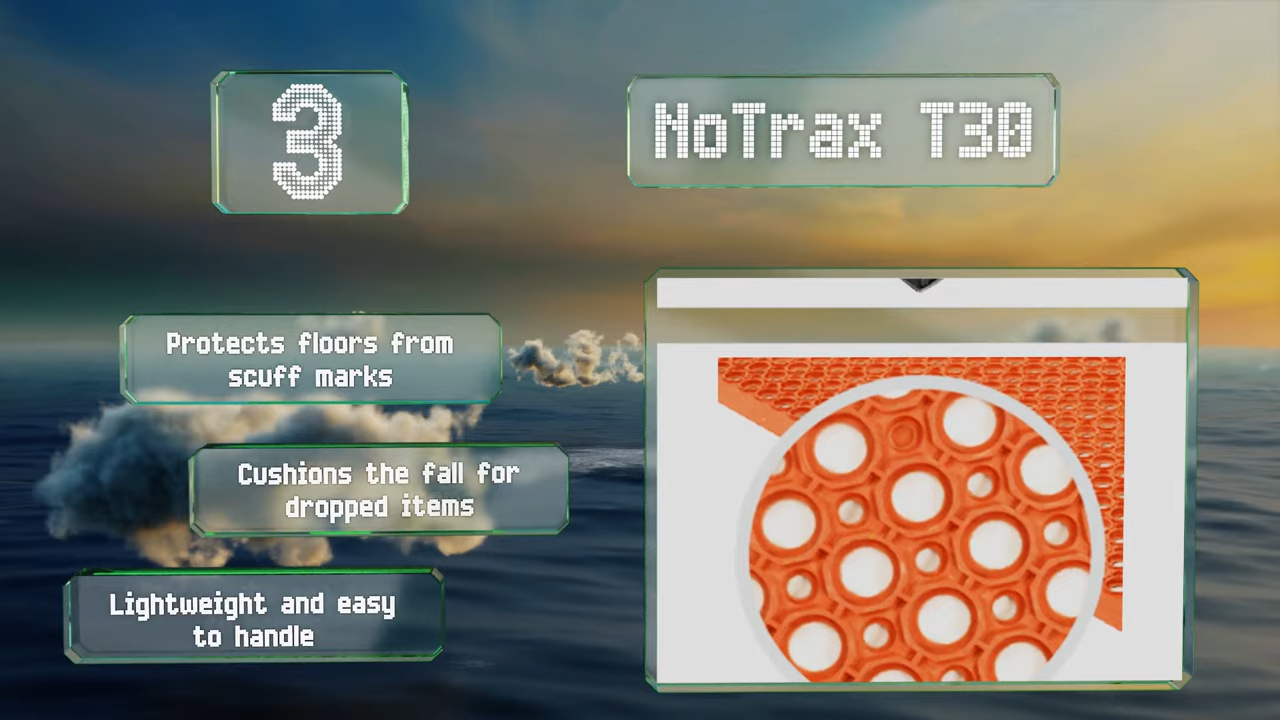 3
NoTrax T30
Protects floors from
scuff marks
Cushions the fall for
dropped items
Lightweight and easy
to handle